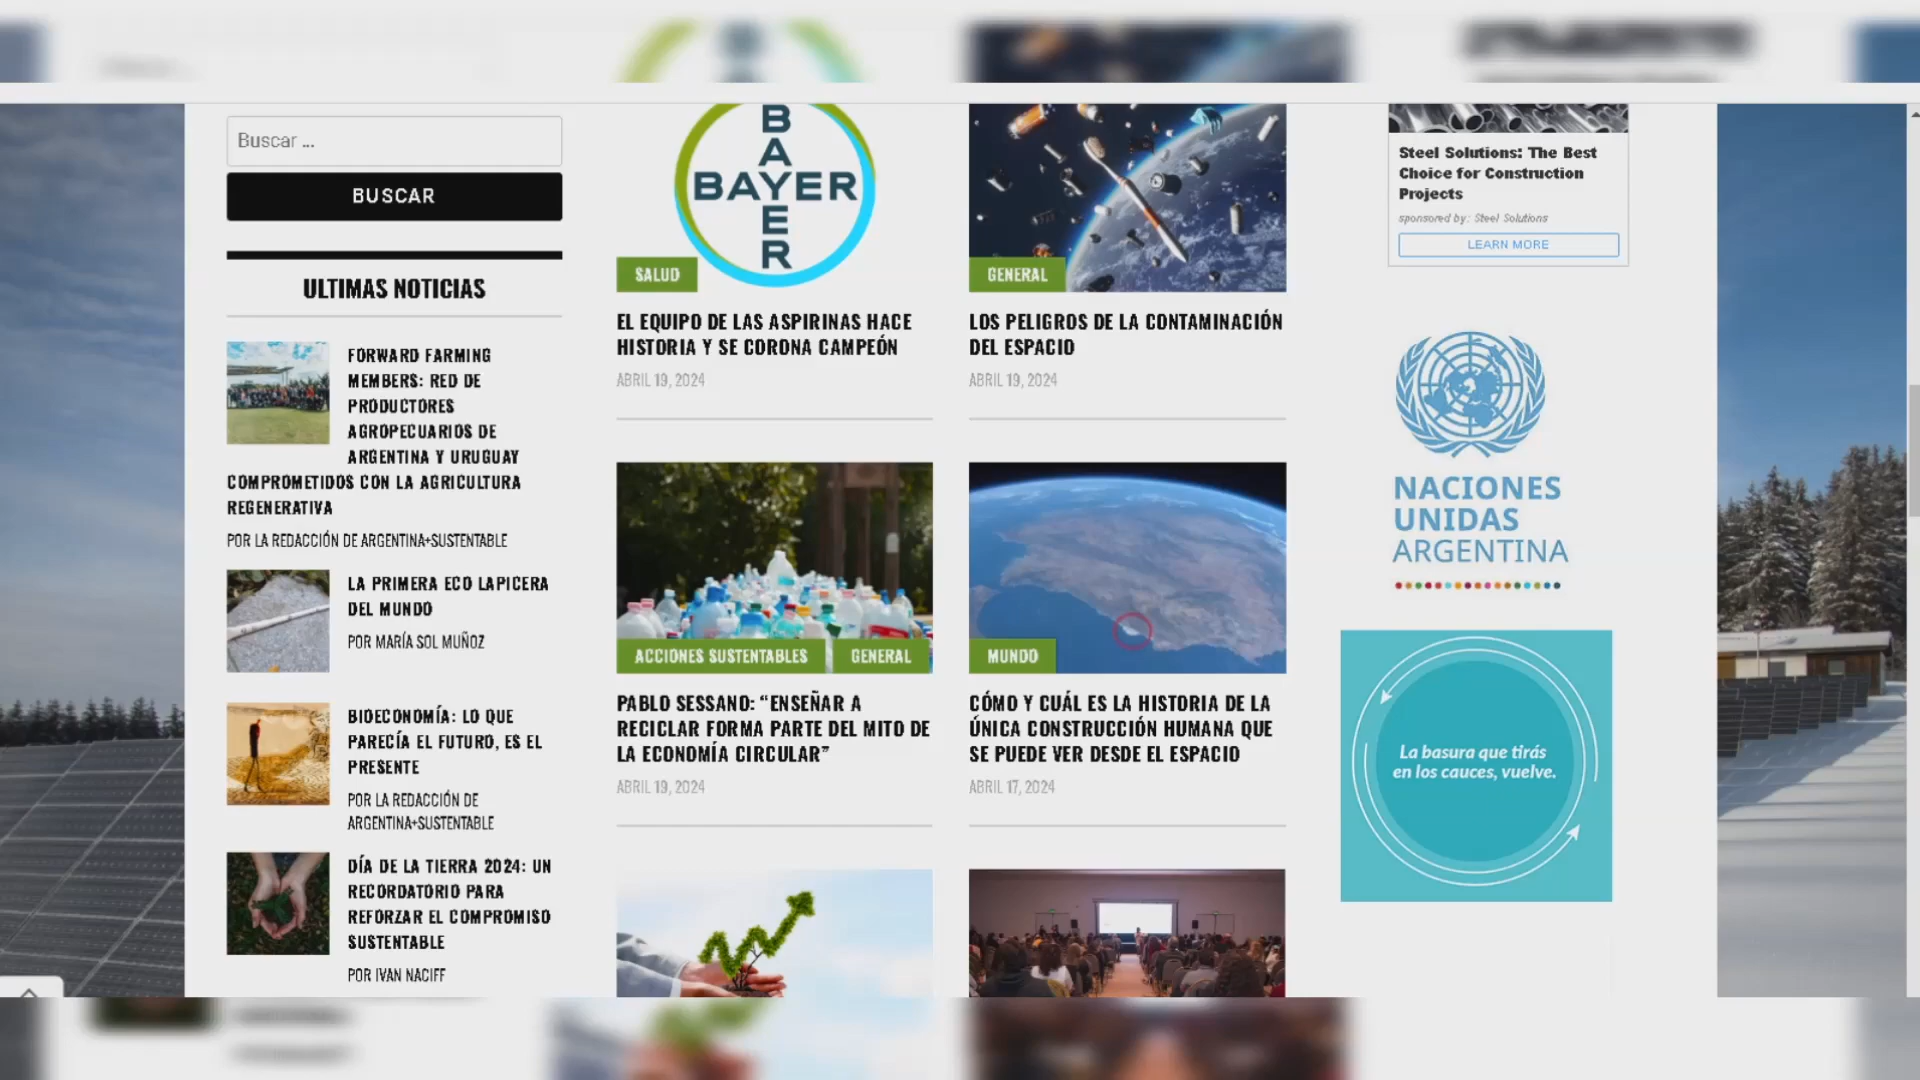 Buscar ...
BUSCAR
ULTIMAS NOTICIAS
FORWARD FARMING
MEMBERS: RED DE
PRODUCTORES
AGROPECUARIOS DE
ARGENTINA Y URUGUAY
COMPROMETIDOS CON LA AGRICULTURA
REGENERATIVA
POR LA REDACCIÓN DE ARGENTINA+SUSTENTABLE
LA PRIMERA ECO LAPICERA
DEL MUNDO
POR MARÍA SOL MUÑOZ
BIOECONOMÍA: LO QUE
PARECÍA EL FUTURO, ES EL
PRESENTE
POR LA REDACCIÓN DE
ARGENTINA+SUSTENTABLE
DÍA DE LA TIERRA 2024: UN
RECORDATORIO PARA
REFORZAR EL COMPROMISO
SUSTENTABLE
POR IVAN NACIFF
BAYER
BAYER
SALUD
EL EQUIPO DE LAS ASPIRINAS HACE
HISTORIA Y SE CORONA CAMPEÓN
ABRIL 19, 2024
GENERAL
LOS PELIGROS DE LA CONTAMINACIÓN
DEL ESPACIO
ABRIL 19, 2024
ACCIONES SUSTENTABLES
GENERAL
PABLO SESSANO: “ENSEÑAR A
RECICLAR FORMA PARTE DEL MITO DE
LA ECONOMÍA CIRCULAR”
ABRIL 19, 2024
MUNDO
CÓMO Y CUÁL ES LA HISTORIA DE LA
ÚNICA CONSTRUCCIÓN HUMANA QUE
SE PUEDE VER DESDE EL ESPACIO
ABRIL 17, 2024
Steel Solutions: The Best
Choice for Construction
Projects
sponsored by: Steel Solutions
LEARN MORE
NACIONES
UNIDAS
ARGENTINA
La basura que tirás
en los cauces, vuelve.